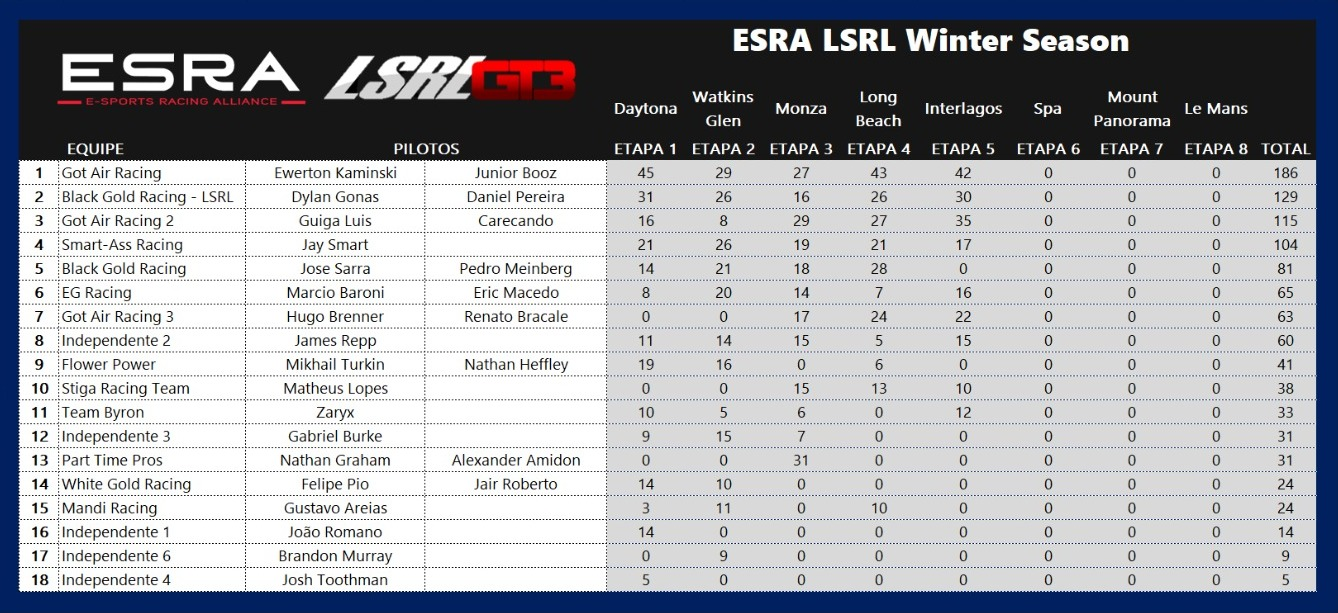 ESRA LSRL Winter Season
ESRA LSRL GT3
E-SPORTS RACING ALLIANCE
Daytona Watkins Glen Monza Long Beach Interlagos Spa Mount Panorama Le Mans
EQUIPE PILOTOS ETAPA 1 ETAPA 2 ETAPA 3 ETAPA 4 ETAPA 5 ETAPA 6 ETAPA 7 ETAPA 8 TOTAL
1 Got Air Racing Ewerton Kaminski Junior Booz 45 29 27 43 42 0 0 0 186
2 Black Gold Racing - LSRL Dylan Gonas Daniel Pereira 31 26 16 26 30 0 0 0 129
3 Got Air Racing 2 Guiga Luis Carecando 16 8 29 27 35 0 0 0 115
4 Smart-Ass Racing Jay Smart 21 26 19 21 17 0 0 0 104
5 Black Gold Racing Jose Sarra Pedro Meinberg 14 21 18 28 0 0 0 0 81
6 EG Racing Marcio Baroni Eric Macedo 8 20 14 7 16 0 0 0 65
7 Got Air Racing 3 Hugo Brenner Renato Bracale 0 0 17 24 22 0 0 0 63
8 Independente 2 James Repp 11 14 15 5 15 0 0 0 60
9 Flower Power Mikhail Turkin Nathan Heffley 19 16 0 6 0 0 0 0 41
10 Stiga Racing Team Matheus Lopes 0 0 15 13 10 0 0 0 38
11 Team Byron Zaryx 10 5 6 0 12 0 0 0 33
12 Independente 3 Gabriel Burke 9 15 7 0 0 0 0 0 31
13 Part Time Pros Nathan Graham Alexander Amidon 0 0 31 0 0 0 0 0 31
14 White Gold Racing Felipe Pio Jair Roberto 14 10 0 0 0 0 0 0 24
15 Mandi Racing Gustavo Areias 3 11 0 10 0 0 0 0 24
16 Independente 1 João Romano 14 0 0 0 0 0 0 0 14
17 Independente 6 Brandon Murray 0 9 0 0 0 0 0 0 9
18 Independente 4 Josh Toothman 5 0 0 0 0 0 0 0 5